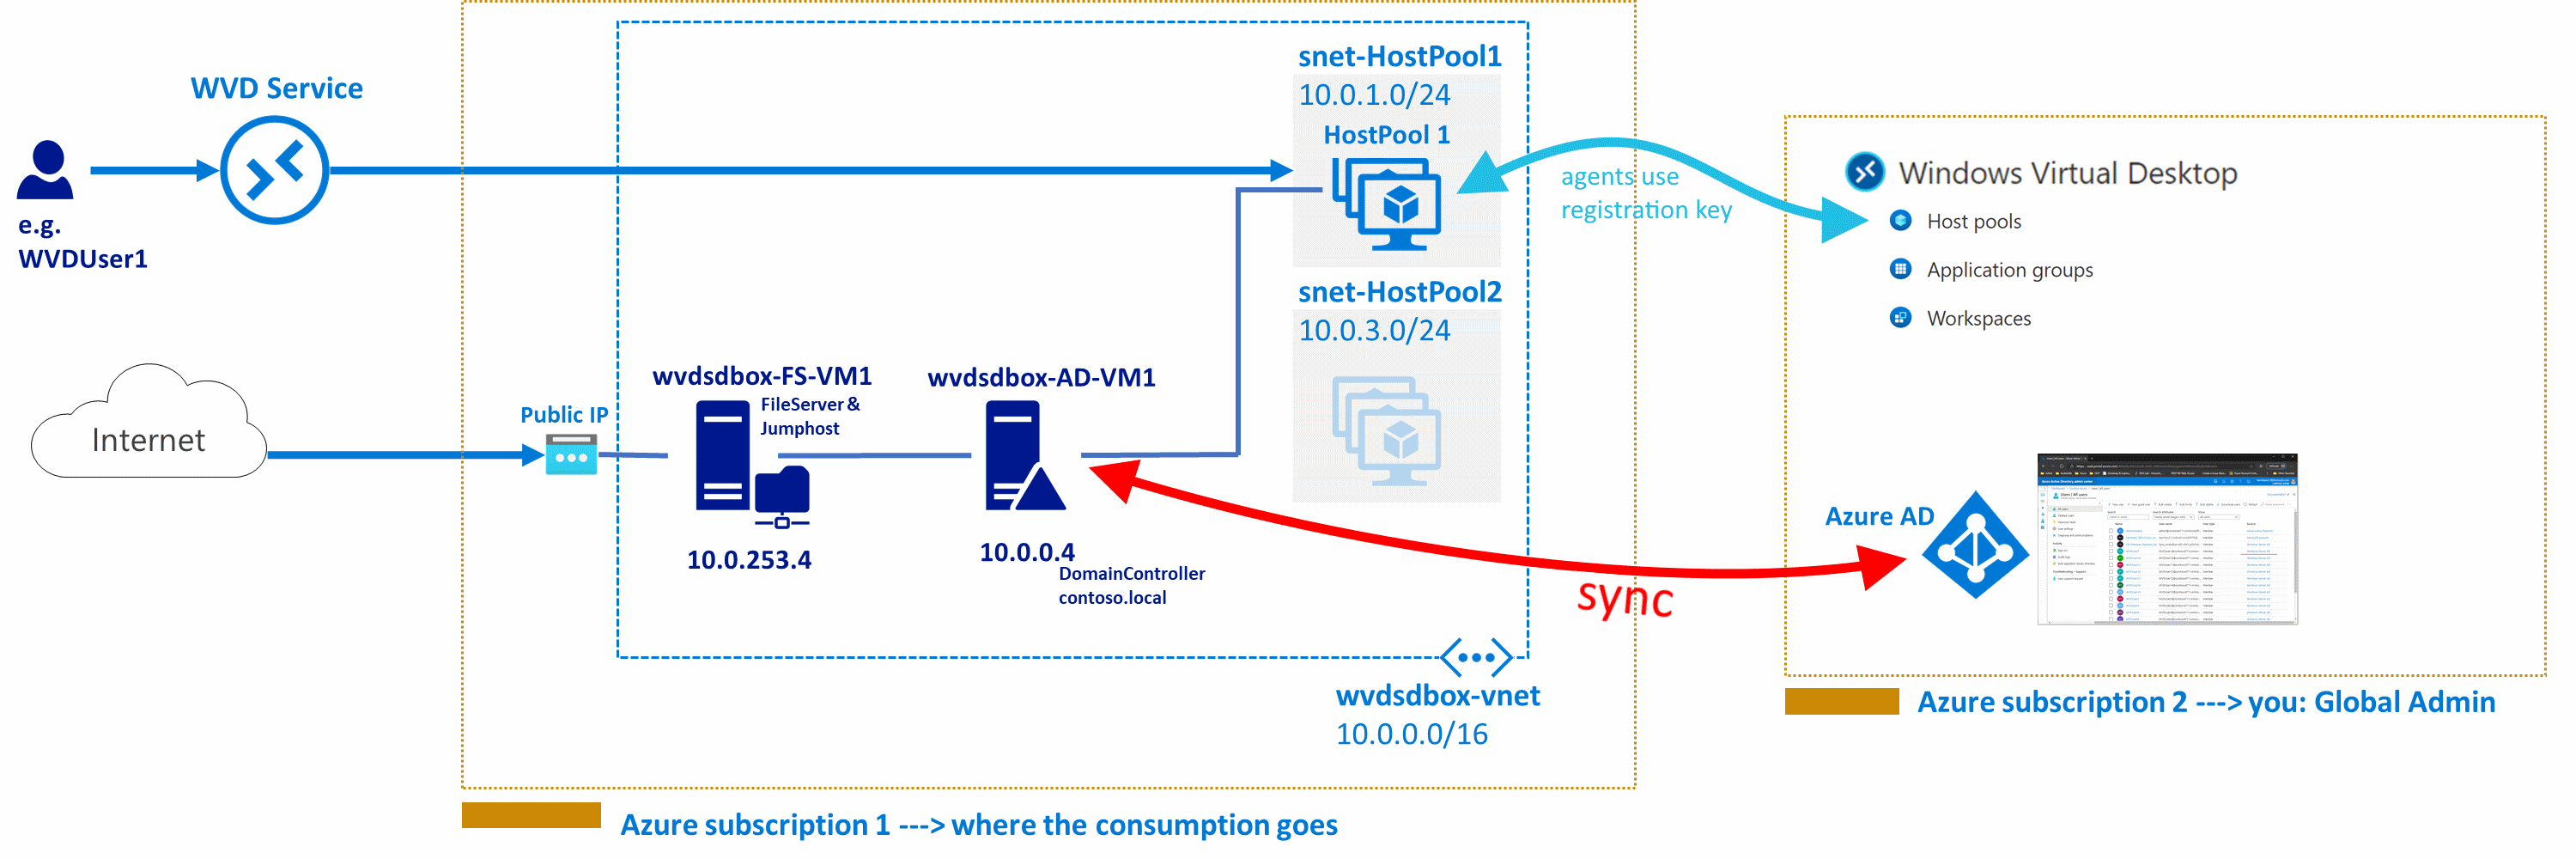 WVD Service
e.g.
WVDUser1
Internet
Public IP
wvdsdbox-FS-VM1
FileServer &
Jumphost
10.0.253.4
wvdsdbox-AD-VM1
10.0.0.4
DomainController
contoso.local
snet-HostPool1
10.0.1.0/24
HostPool 1
snet-HostPool2
10.0.3.0/24
agents use
registration key
sync
wvdsdbox-vnet
10.0.0.0/16
Azure subscription 1 ---> where the consumption goes
Windows Virtual Desktop
Host pools
Application groups
Workspaces
Azure AD
Azure subscription 2 ---> you: Global Admin